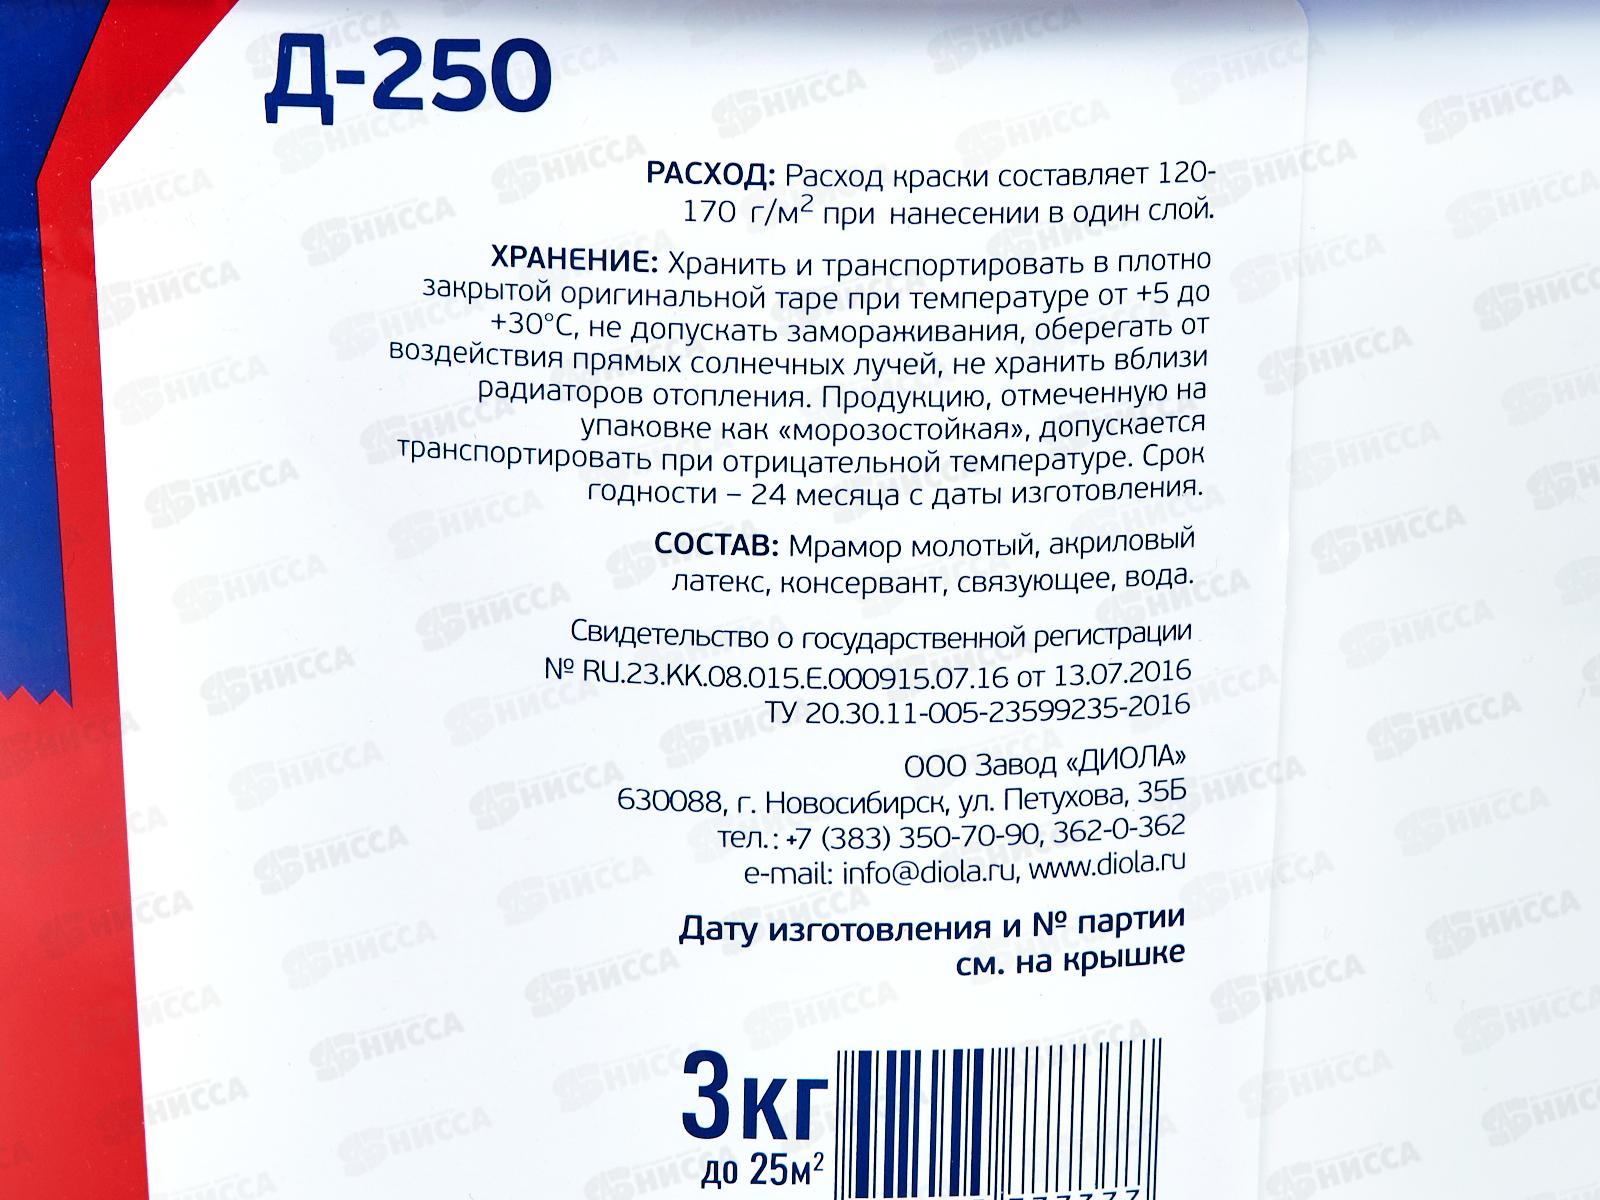 Д-250
РАСХОД: Расход краски составляет 120-
170 г/м² при нанесении в один слой.
ХРАНЕНИЕ: Хранить и транспортировать в плотно
закрытой оригинальной таре при температуре от +5 до
+30°С, не допускать замораживания, оберегать от
воздействия прямых солнечных лучей, не хранить вблизи
радиаторов отопления. Продукцию, отмеченную на
упаковке как «морозостойкая», допускается
транспортировать при отрицательной температуре. Срок
годности – 24 месяца с даты изготовления.
СОСТАВ: Мрамор молотый, акриловый
латекс, консервант, связующее, вода.
Свидетельство о государственной регистрации
№ RU.23.KK.08.015.E.000915.07.16 от 13.07.2016
ТУ 20.30.11-005-23599235-2016
ООО Завод «ДИОЛА»
630088, г. Новосибирск, ул. Петухова, 35Б
тел.: +7 (383) 350-70-90, 362-0-362
e-mail: info@diola.ru, www.diola.ru
Дату изготовления и № партии
см. на крышке
3кг
до 25м²